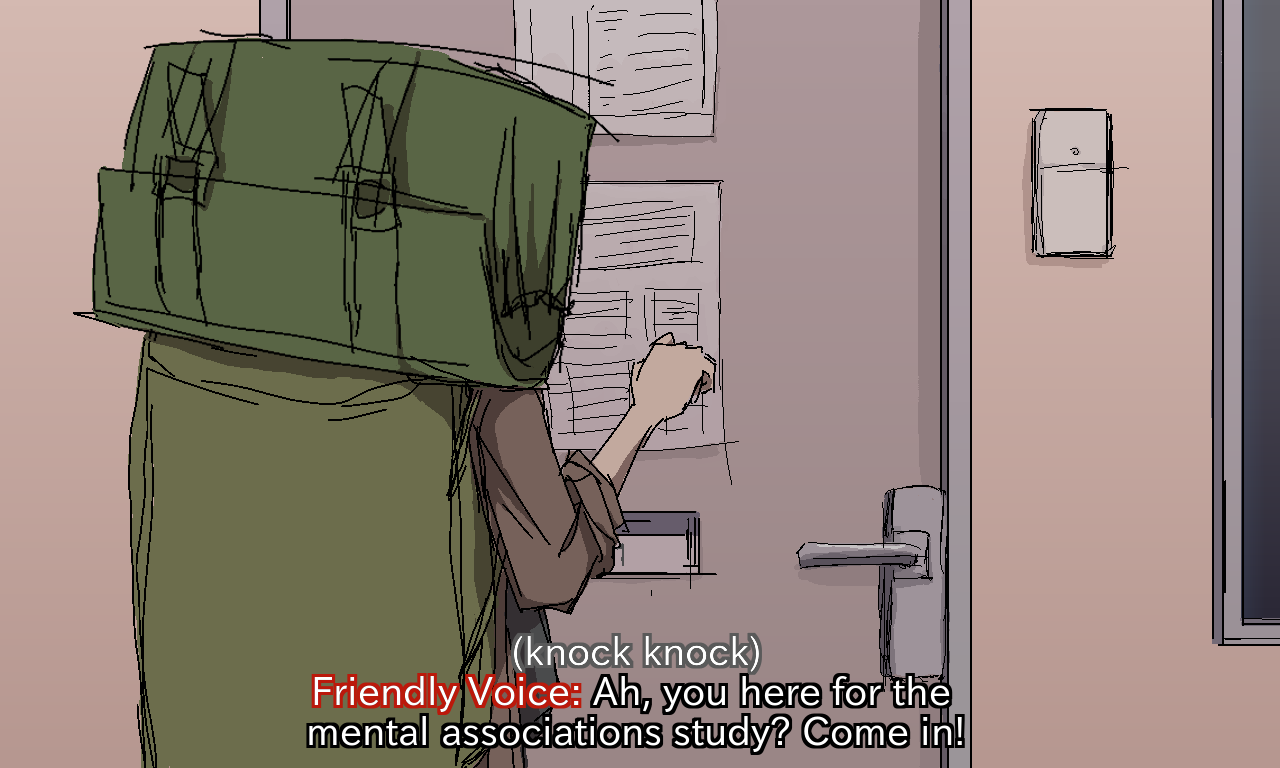 (knock knock)
Friendly Voice: Ah, you here for the
mental associations study? Come in!